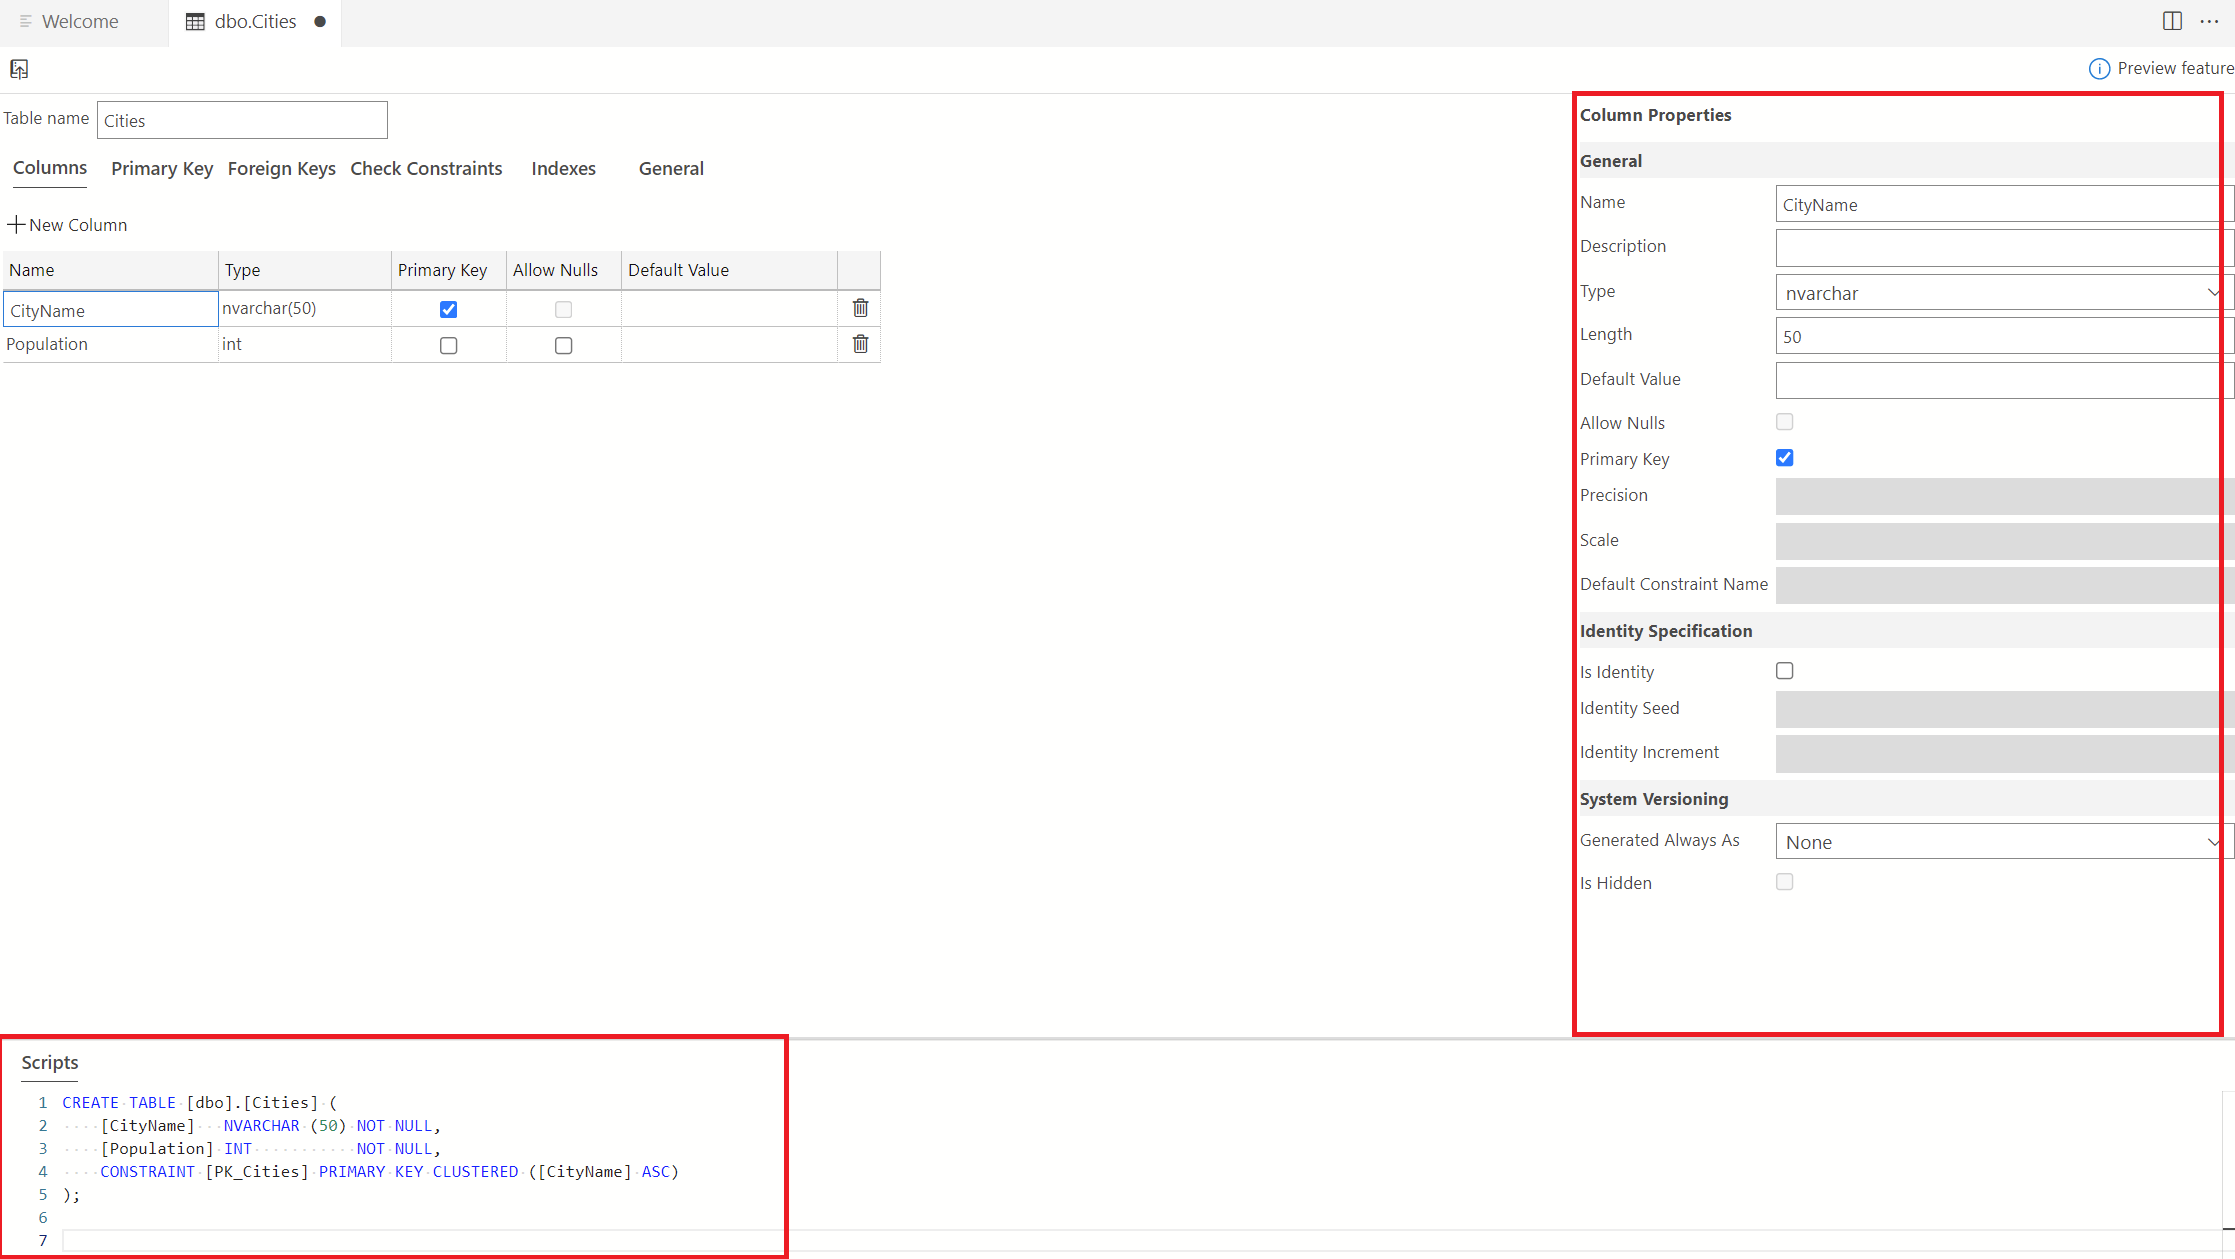 Welcome
dbo.Cities
Preview feature
Table name Cities
Columns Primary Key Foreign Keys Check Constraints Indexes General
New Column
Name Type Primary Key Allow Nulls Default Value
CityName nvarchar(50)
Population int
Column Properties
General
Name CityName
Description
Type nvarchar
Length 50
Default Value
Allow Nulls
Primary Key
Precision
Scale
Default Constraint Name
Identity Specification
Is Identity
Identity Seed
Identity Increment
System Versioning
Generated Always As None
Is Hidden
Scripts
1 CREATE TABLE [dbo].[Cities] (
2 [CityName] NVARCHAR (50) NOT NULL,
3 [Population] INT NOT NULL,
4 CONSTRAINT [PK_Cities] PRIMARY KEY CLUSTERED ([CityName] ASC)
5 );
6
7